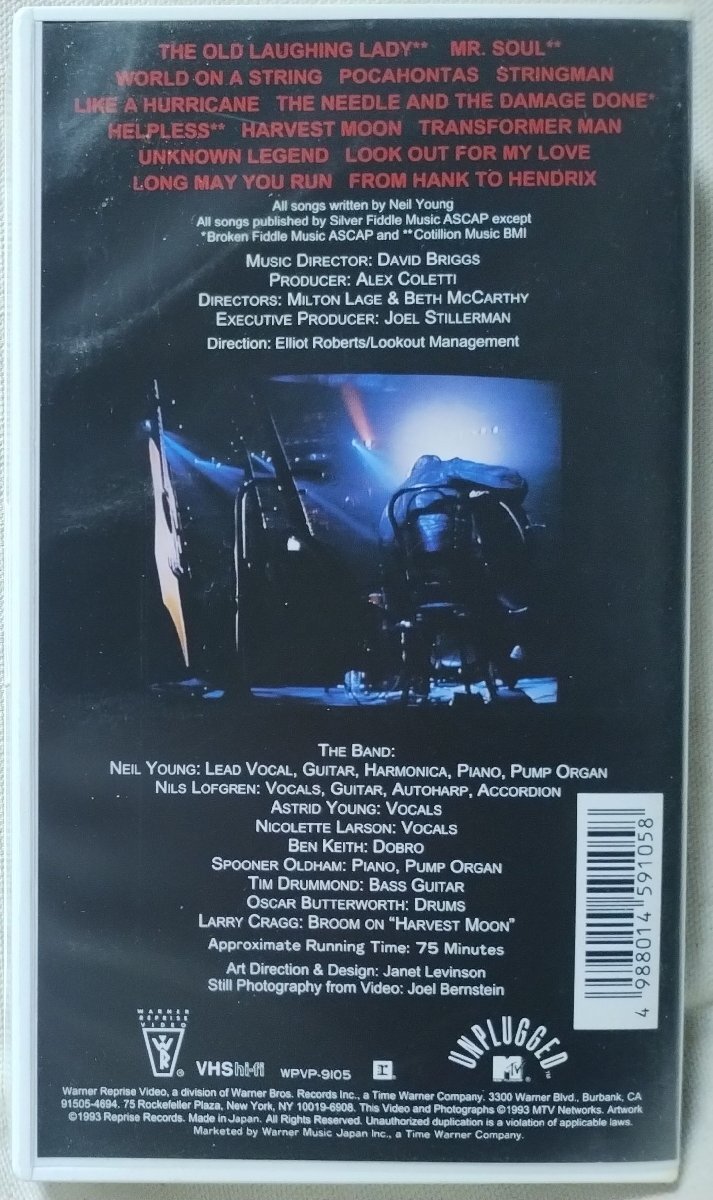 THE OLD LAUGHING LADY** MR. SOUL**
WORLD ON A STRING POCAHONTAS STRINGMAN
LIKE A HURRICANE THE NEEDLE AND THE DAMAGE DONE*
HELPLESS** HARVEST MOON TRANSFORMER MAN
UNKNOWN LEGEND LOOK OUT FOR MY LOVE
LONG MAY YOU RUN FROM HANK TO HENDRIX
All songs written by Neil Young
All songs published by Silver Fiddle Music ASCAP except
*Broken Fiddle Music ASCAP and **Cotillion Music BMI
MUSIC DIRECTOR: DAVID BRIGGS
PRODUCER: ALEX COLETTI
DIRECTORS: MILTON LAGE & BETH MCCARTHY
EXECUTIVE PRODUCER: JOEL STILLERMAN
Direction: Elliot Roberts/Lookout Management
THE BAND:
NEIL YOUNG: LEAD VOCAL, GUITAR, HARMONICA, PIANO, PUMP ORGAN
NILS LOFGREN: VOCALS, GUITAR, AUTOHARP, ACCORDION
ASTRID YOUNG: VOCALS
NICOLETTE LARSON: VOCALS
BEN KEITH: DOBRO
SPOONER OLDHAM: PIANO, PUMP ORGAN
TIM DRUMMOND: BASS GUITAR
OSCAR BUTTERWORTH: DRUMS
LARRY CRAGG: BROOM ON "HARVEST MOON"
Approximate Running Time: 75 Minutes
Art Direction & Design: Janet Levinson
Still Photography from Video: Joel Bernstein
4 988014 591058
WARNER
REPRISE
VIDEO
WR
®
VHS hi-fi WPVP-9105
r
UNPLUGGED
MTV
TM
Warner Reprise Video, a division of Warner Bros. Records Inc., a Time Warner Company. 3300 Warner Blvd., Burbank, CA
91505-4694. 75 Rockefeller Plaza, New York, NY 10019-6908. This Video and Photographs ©1993 MTV Networks. Artwork
©1993 Reprise Records. Made in Japan. All Rights Reserved. Unauthorized duplication is a violation of applicable laws.
Marketed by Warner Music Japan Inc., a Time Warner Company.